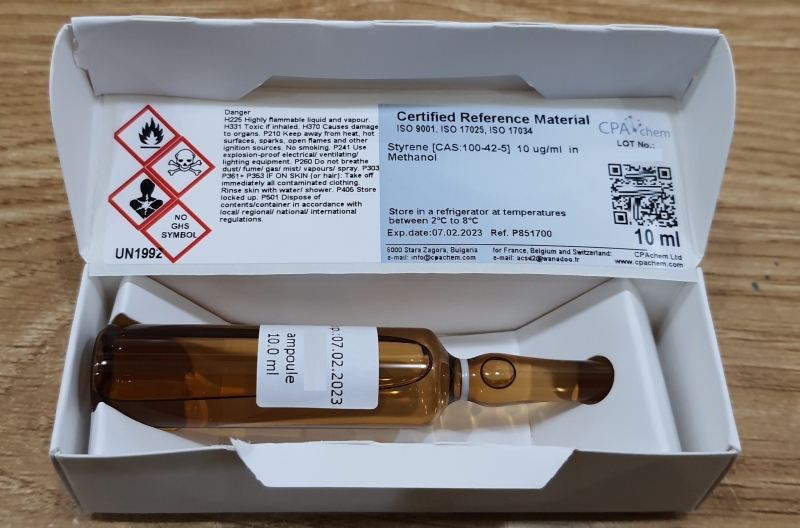 Danger
H225 Highly flammable liquid and vapour.
H331 Toxic if inhaled. H370 Causes damage
to organs. P210 Keep away from heat, hot
surfaces, sparks, open flames and other
ignition sources. No smoking. P241 Use
explosion-proof electrical/ ventilating/
lighting equipment. P260 Do not breathe
dust/ fume/ gas/ mist/ vapours/ spray. P303
P361+ P353 IF ON SKIN (or hair): Take off
immediately all contaminated clothing.
Rinse skin with water/ shower. P405 Store
locked up. P501 Dispose of
contents/container in accordance with
local/ regional/ national/ international
regulations.
NO
GHS
SYMBOL
UN1992
Certified Reference Material
ISO 9001, ISO 17025, ISO 17034
CPAchem
LOT No.:
Styrene [CAS:100-42-5] 10 ug/ml in
Methanol
Store in a refrigerator at temperatures
between 2°C to 8°C
Exp.date:07.02.2023 Ref. P851700
10 ml
6000 Stara Zagora, Bulgaria
e-mail: info@cpachem.com
for France, Belgium and Switzerland:
e-mail: acsd2@wanadoo.fr
CPAchem Ltd
www.cpachem.com
p.:07.02.2023
ampoule
10.0 ml